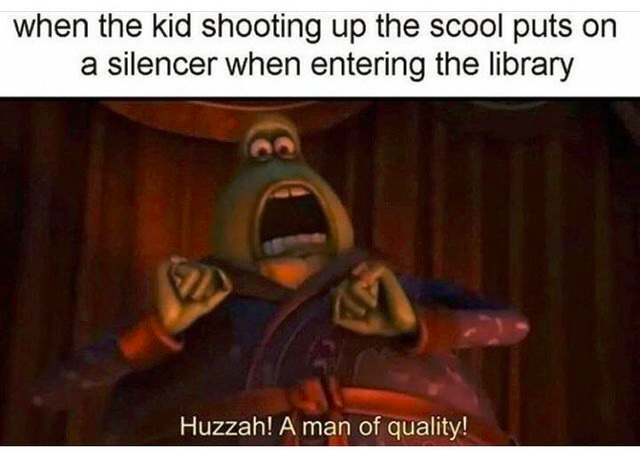 when the kid shooting up the scool puts on
a silencer when entering the library
Huzzah! A man of quality!